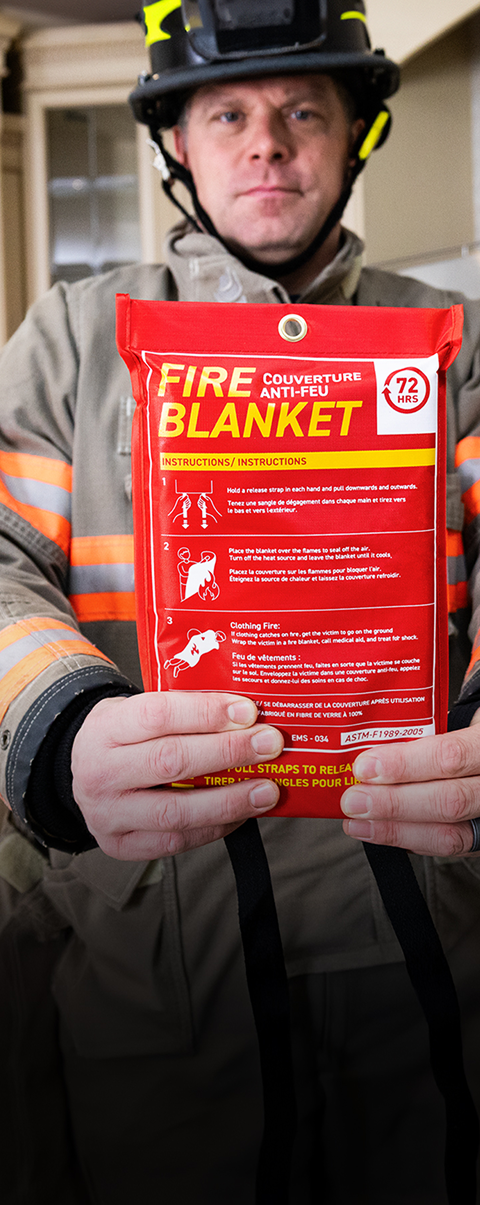 FIRE COUVERTURE
ANTI-FEU
BLANKET
72
HRS
INSTRUCTIONS/ INSTRUCTIONS
1
Hold a release strap in each hand and pull downwards and outwards.
Tenez une sangle de dégagement dans chaque main et tirez vers
le bas et vers l'extérieur.
2
Place the blanket over the flames to seal off the air.
Turn off the heat source and leave the blanket until it cools.
Placez la couverture sur les flammes pour bloquer l'air.
Éteignez la source de chaleur et laissez la couverture refroidir.
3
Clothing Fire:
If clothing catches on fire, get the victim to go on the ground
Wrap the victim in a fire blanket, call medical aid, and treat for shock.
Feu de vêtements :
Si les vêtements prennent feu, faites en sorte que la victime se couche
sur le sol. Enveloppez la victime dans une couverture anti-feu, appelez
les secours et donnez-lui des soins en cas de choc.
/ SE DÉBARRASSER DE LA COUVERTURE APRÈS UTILISATION
FABRIQUÉ EN FIBRE DE VERRE À 100%
EMS - 034 ASTM-F1989-2005
PULL STRAPS TO RELEA
TIRER LES ANGLES POUR LI